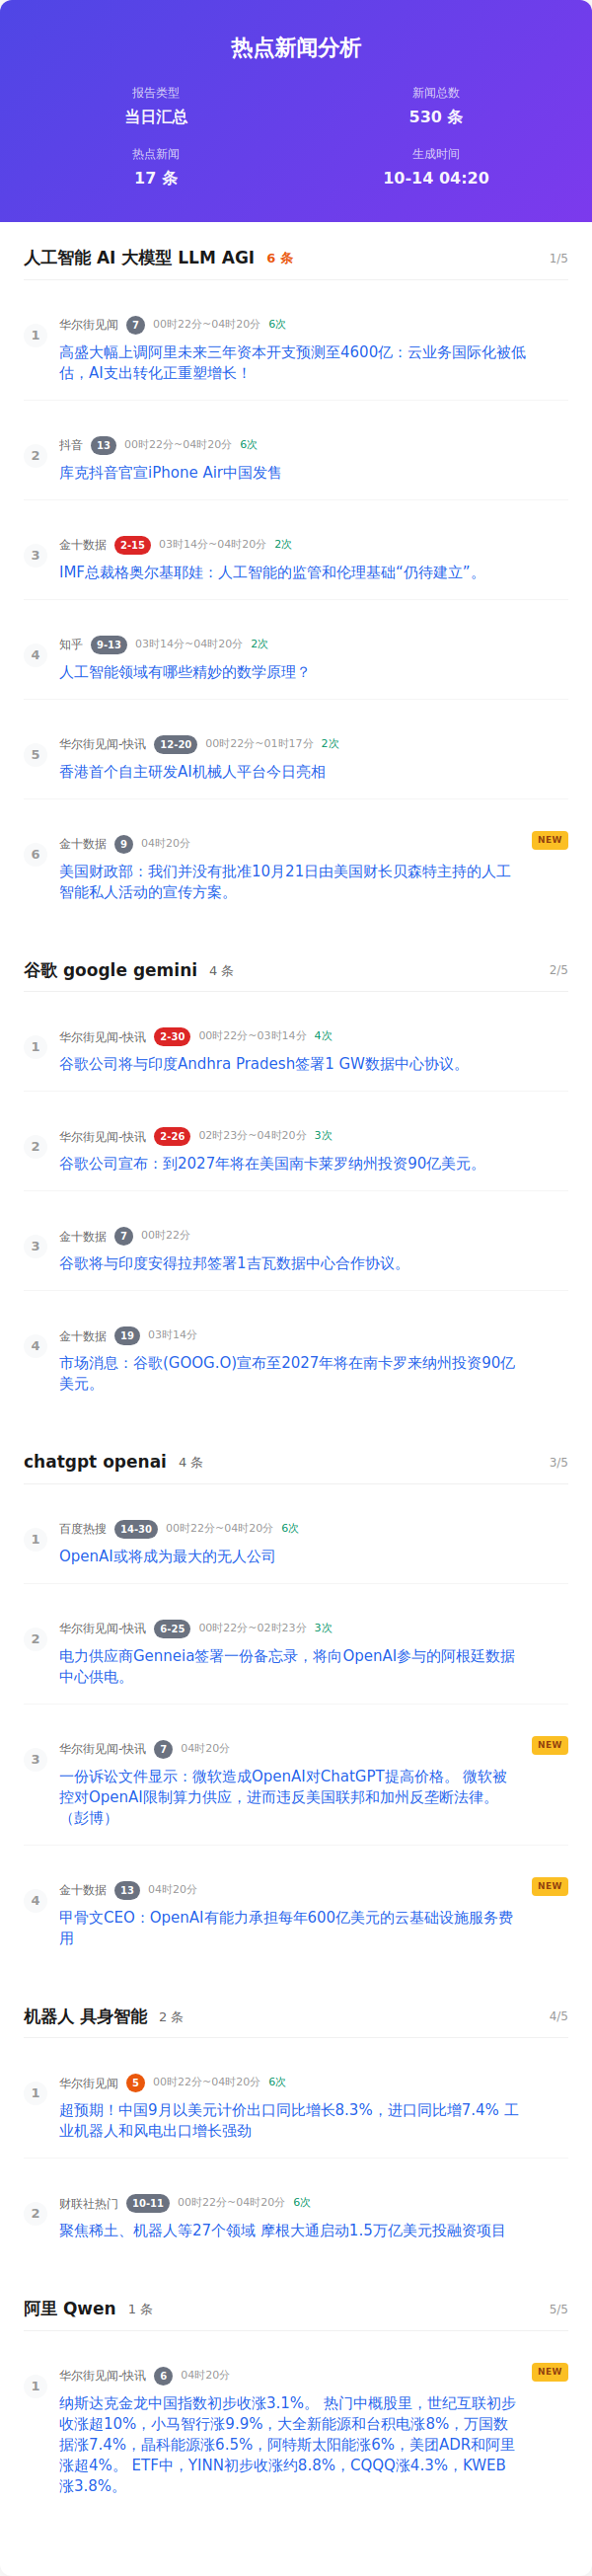 热点新闻分析
报告类型
当日汇总
新闻总数
530 条
热点新闻
17 条
生成时间
10-14 04:20
人工智能 AI 大模型 LLM AGI 6 条 1/5
1
华尔街见闻 7 00时22分~04时20分 6次
高盛大幅上调阿里未来三年资本开支预测至4600亿：云业务国际化被低
估，AI支出转化正重塑增长！
2
抖音 13 00时22分~04时20分 6次
库克抖音官宣iPhone Air中国发售
3
金十数据 2-15 03时14分~04时20分 2次
IMF总裁格奥尔基耶娃：人工智能的监管和伦理基础“仍待建立”。
4
知乎 9-13 03时14分~04时20分 2次
人工智能领域有哪些精妙的数学原理？
5
华尔街见闻-快讯 12-20 00时22分~01时17分 2次
香港首个自主研发AI机械人平台今日亮相
6
金十数据 9 04时20分 NEW
美国财政部：我们并没有批准10月21日由美国财长贝森特主持的人工
智能私人活动的宣传方案。
谷歌 google gemini 4 条 2/5
1
华尔街见闻-快讯 2-30 00时22分~03时14分 4次
谷歌公司将与印度Andhra Pradesh签署1 GW数据中心协议。
2
华尔街见闻-快讯 2-26 02时23分~04时20分 3次
谷歌公司宣布：到2027年将在美国南卡莱罗纳州投资90亿美元。
3
金十数据 7 00时22分
谷歌将与印度安得拉邦签署1吉瓦数据中心合作协议。
4
金十数据 19 03时14分
市场消息：谷歌(GOOG.O)宣布至2027年将在南卡罗来纳州投资90亿
美元。
chatgpt openai 4 条 3/5
1
百度热搜 14-30 00时22分~04时20分 6次
OpenAI或将成为最大的无人公司
2
华尔街见闻-快讯 6-25 00时22分~02时23分 3次
电力供应商Genneia签署一份备忘录，将向OpenAI参与的阿根廷数据
中心供电。
3
华尔街见闻-快讯 7 04时20分 NEW
一份诉讼文件显示：微软造成OpenAI对ChatGPT提高价格。 微软被
控对OpenAI限制算力供应，进而违反美国联邦和加州反垄断法律。
（彭博）
4
金十数据 13 04时20分 NEW
甲骨文CEO：OpenAI有能力承担每年600亿美元的云基础设施服务费
用
机器人 具身智能 2 条 4/5
1
华尔街见闻 5 00时22分~04时20分 6次
超预期！中国9月以美元计价出口同比增长8.3%，进口同比增7.4% 工
业机器人和风电出口增长强劲
2
财联社热门 10-11 00时22分~04时20分 6次
聚焦稀土、机器人等27个领域 摩根大通启动1.5万亿美元投融资项目
阿里 Qwen 1 条 5/5
1
华尔街见闻-快讯 6 04时20分 NEW
纳斯达克金龙中国指数初步收涨3.1%。 热门中概股里，世纪互联初步
收涨超10%，小马智行涨9.9%，大全新能源和台积电涨8%，万国数
据涨7.4%，晶科能源涨6.5%，阿特斯太阳能涨6%，美团ADR和阿里
涨超4%。 ETF中，YINN初步收涨约8.8%，CQQQ涨4.3%，KWEB
涨3.8%。